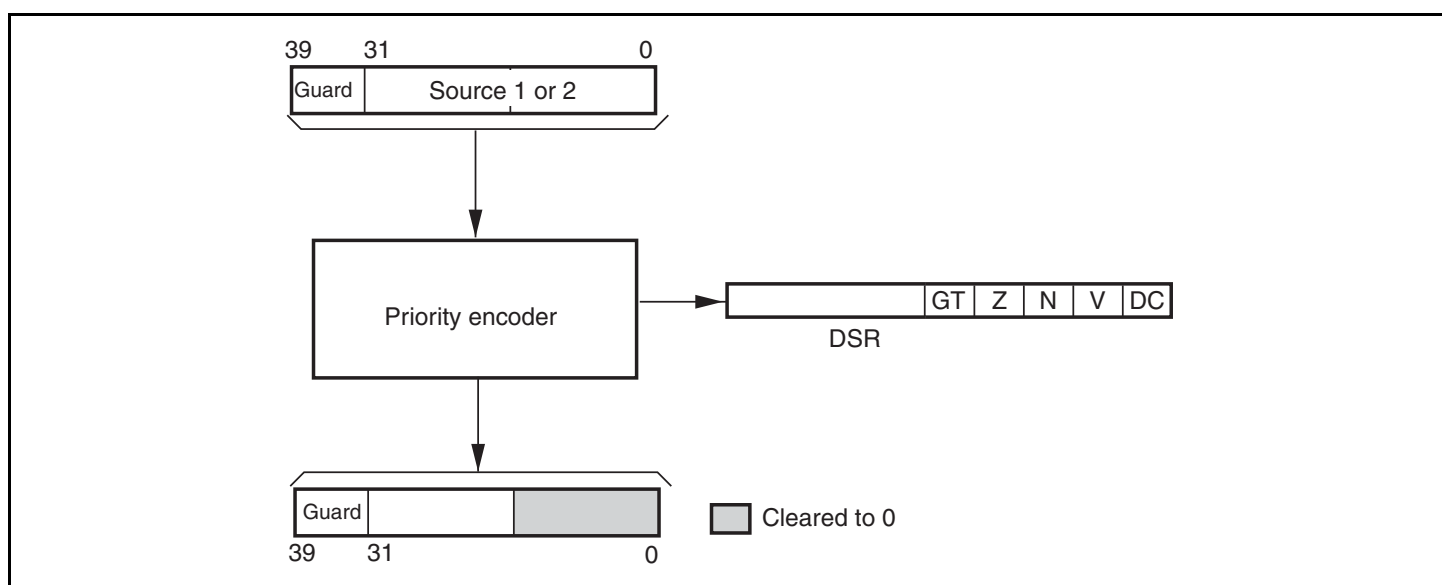 39 31 0
Guard Source 1 or 2
Priority encoder
GT Z N V DC
DSR
Guard
Cleared to 0
39 31 0